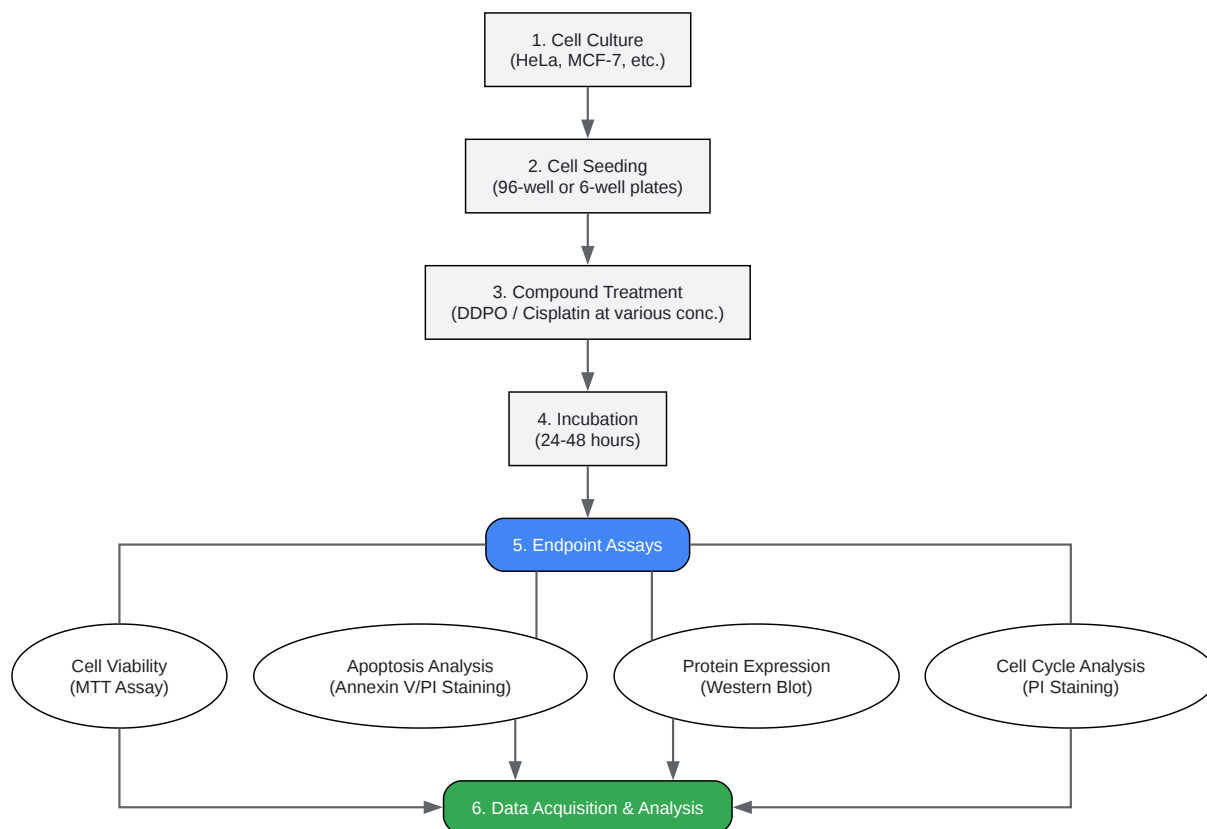 1. Cell Culture
(HeLa, MCF-7, etc.)
2. Cell Seeding
(96-well or 6-well plates)
3. Compound Treatment
(DDPO / Cisplatin at various conc.)
4. Incubation
(24-48 hours)
5. Endpoint Assays
Cell Viability
(MTT Assay)
Apoptosis Analysis
(Annexin V/PI Staining)
Protein Expression
(Western Blot)
Cell Cycle Analysis
(PI Staining)
6. Data Acquisition & Analysis